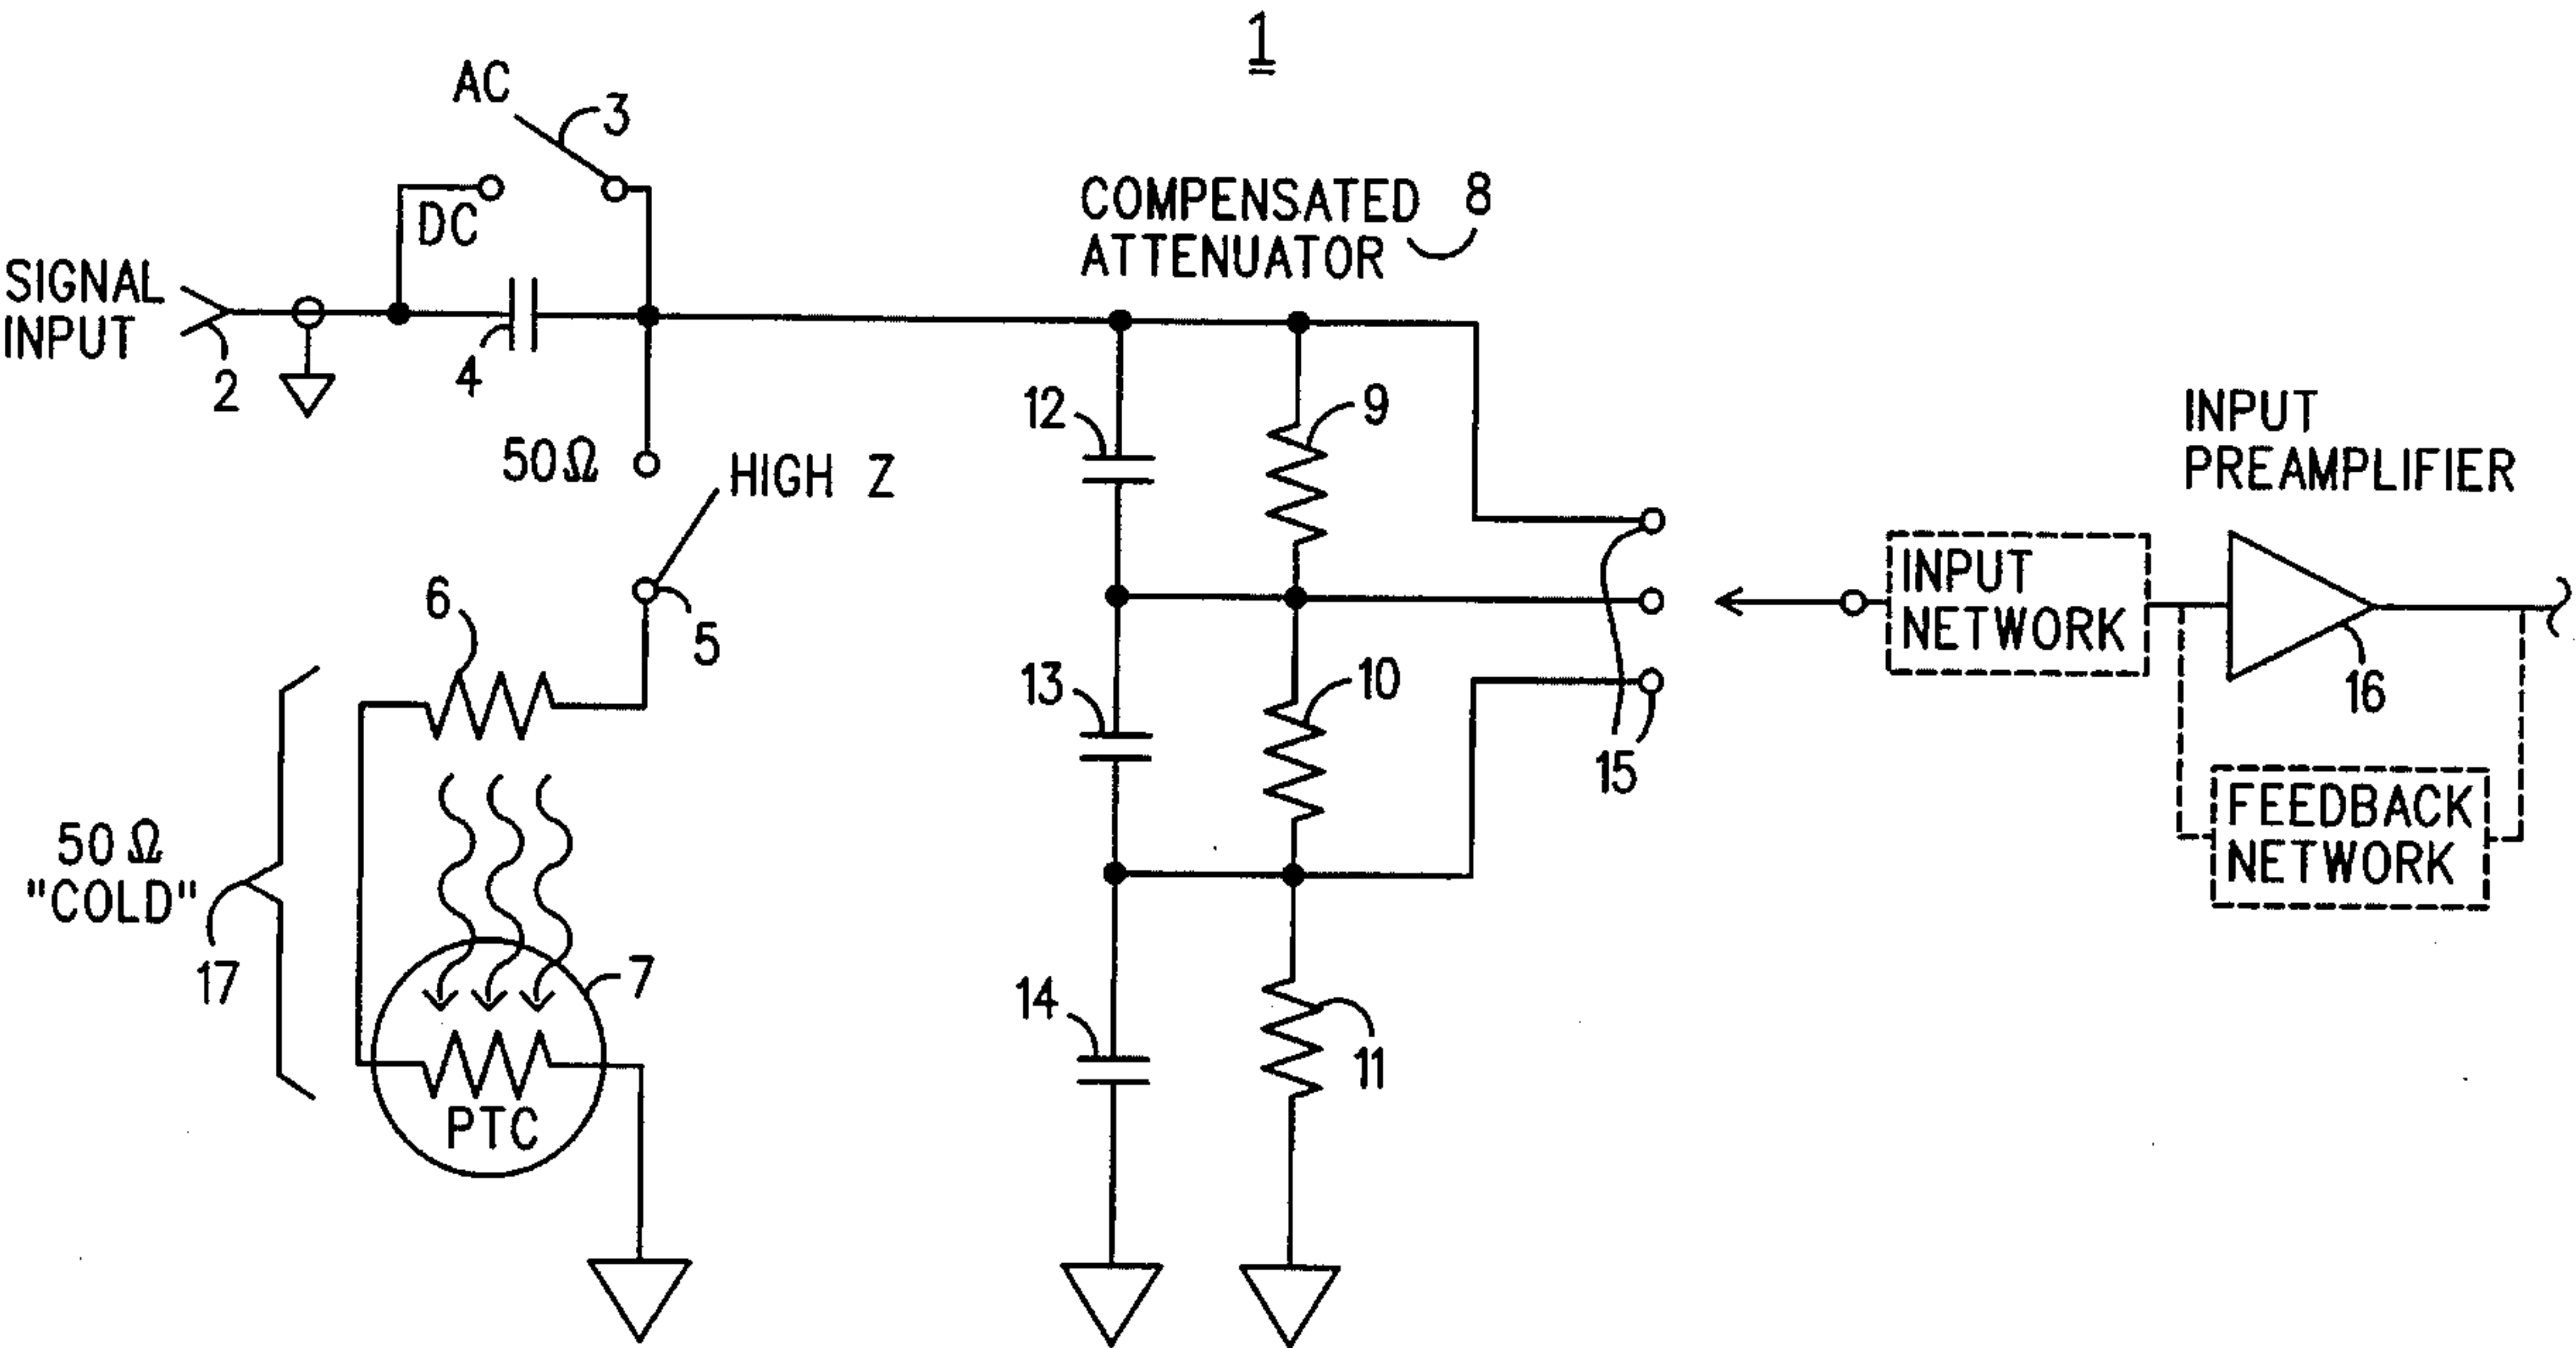 1
AC
3
DC
SIGNAL
INPUT
2
4
COMPENSATED
ATTENUATOR
8
50Ω
HIGH Z
5
6
12
9
13
10
14
11
15
INPUT
NETWORK
INPUT
PREAMPLIFIER
16
FEEDBACK
NETWORK
50Ω
"COLD"
17
7
PTC